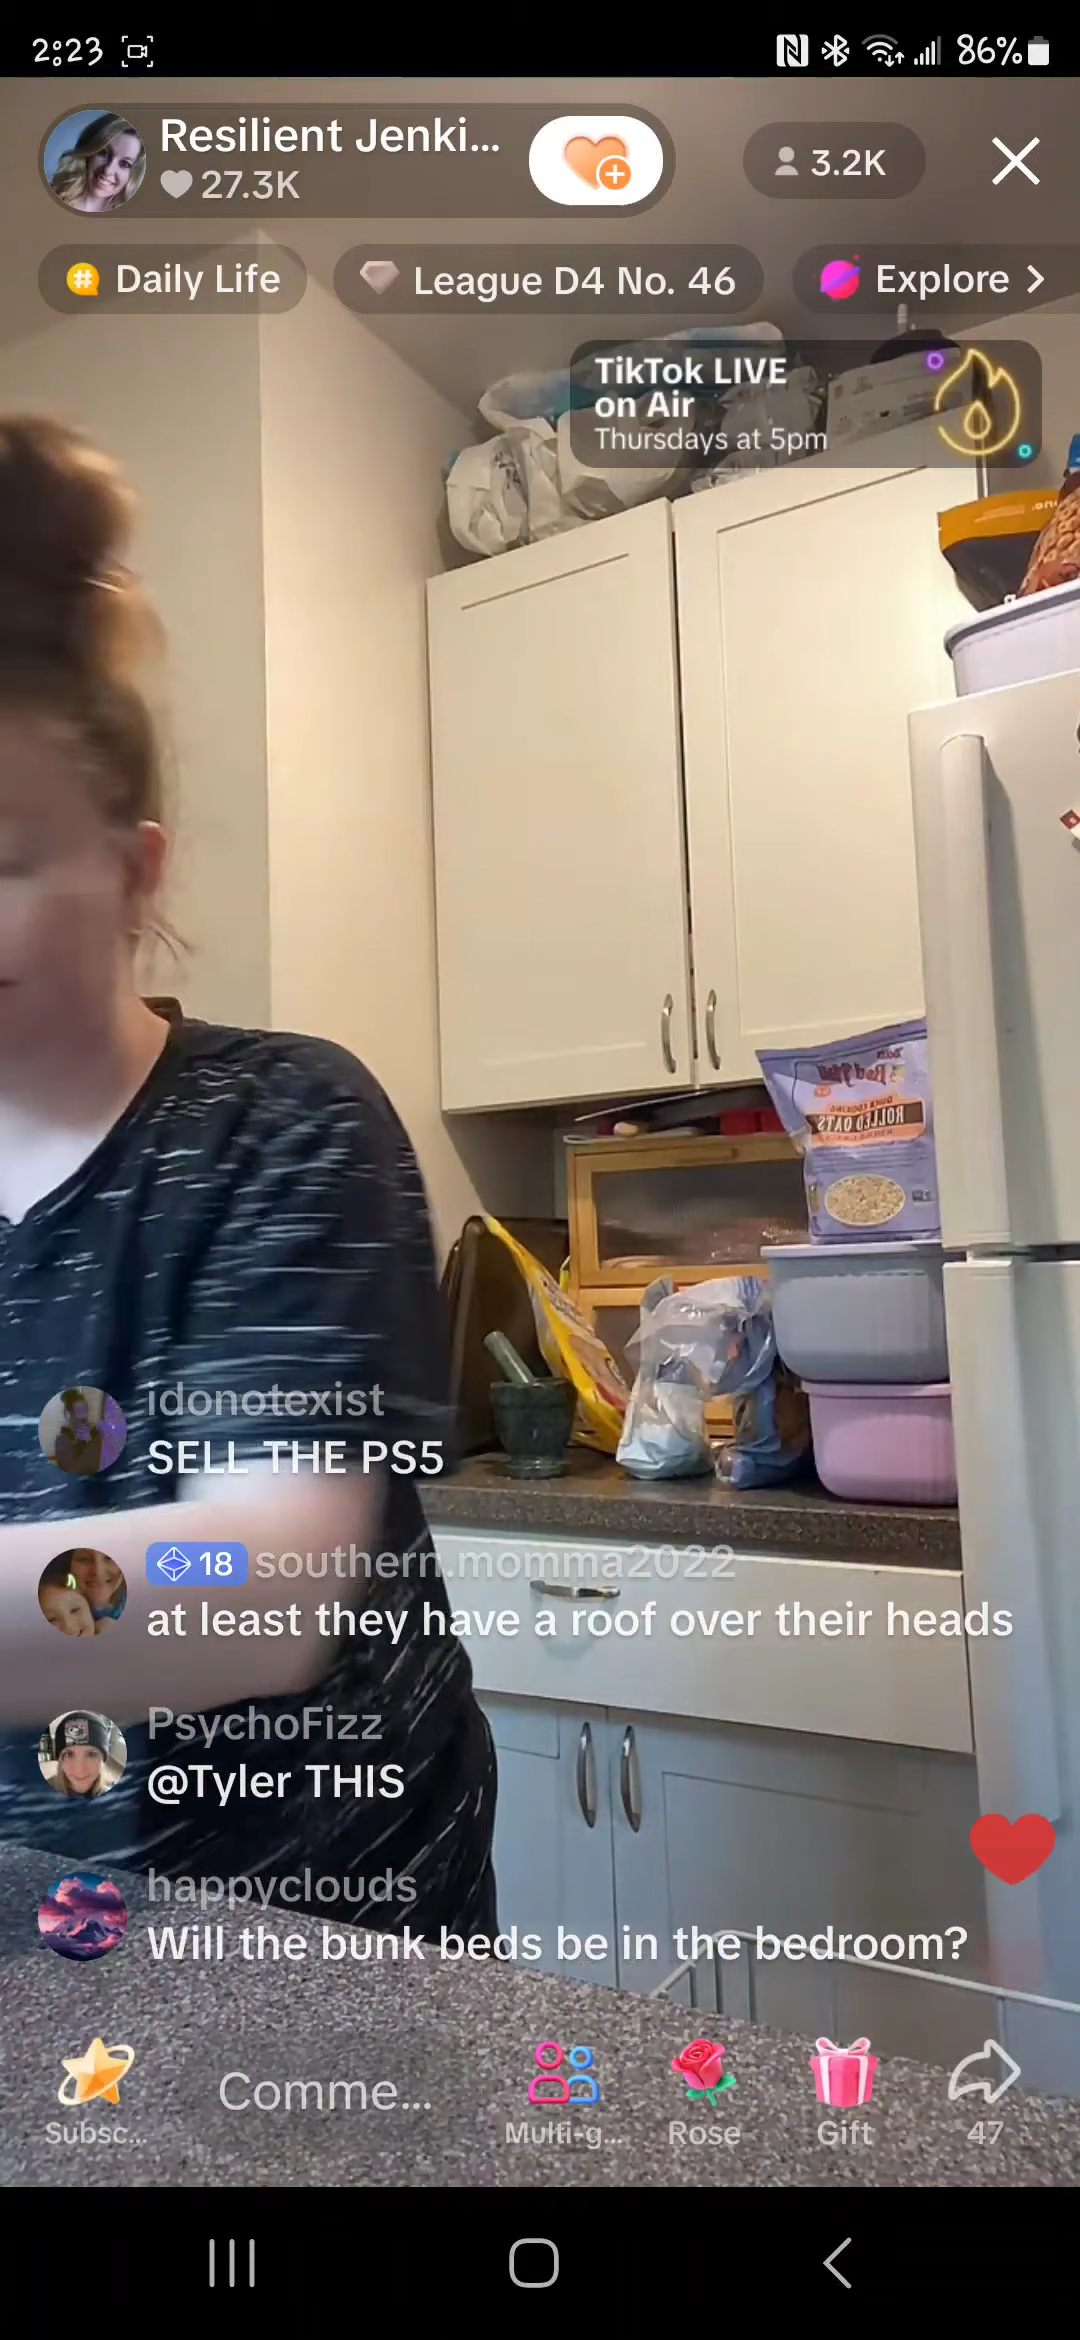 2:23
86%
Resilient Jenki...
27.3K
3.2K
Daily Life
League D4 No. 46
Explore >
TikTok LIVE
on Air
Thursdays at 5pm
ROLLED OATS
idonotexist
SELL THE PS5
18 southern.momma2022
at least they have a roof over their heads
PsychoFizz
@Tyler THIS
happyclouds
Will the bunk beds be in the bedroom?
Subsc...
Comme...
Multi-g...
Rose
Gift
47